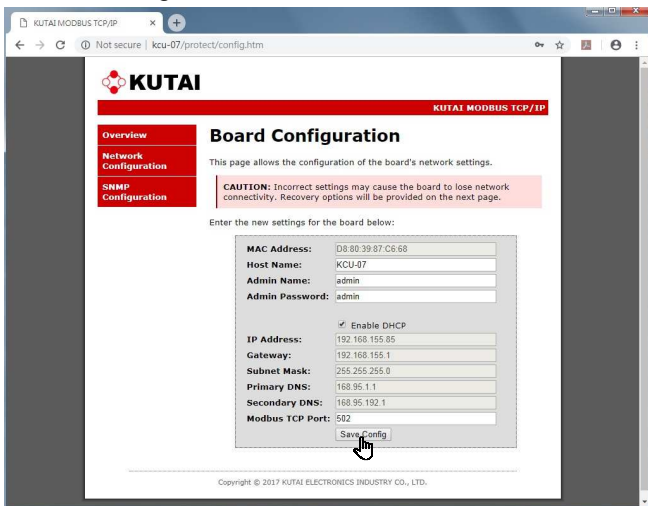 KUTAI MODBUS TCP/IP
Not secure | kcu-07/protect/config.htm
KUTAI
KUTAI MODBUS TCP/IP
Overview
Network
Configuration
SNMP
Configuration
Board Configuration
This page allows the configuration of the board's network settings.
CAUTION: Incorrect settings may cause the board to lose network
connectivity. Recovery options will be provided on the next page.
Enter the new settings for the board below:
MAC Address: D8:80:39:87:C6:68
Host Name: KCU-07
Admin Name: admin
Admin Password: admin
Enable DHCP
IP Address: 192.168.155.85
Gateway: 192.168.155.1
Subnet Mask: 255.255.255.0
Primary DNS: 168.95.1.1
Secondary DNS: 168.95.192.1
Modbus TCP Port: 502
Save Config
Copyright © 2017 KUTAI ELECTRONICS INDUSTRY CO., LTD.